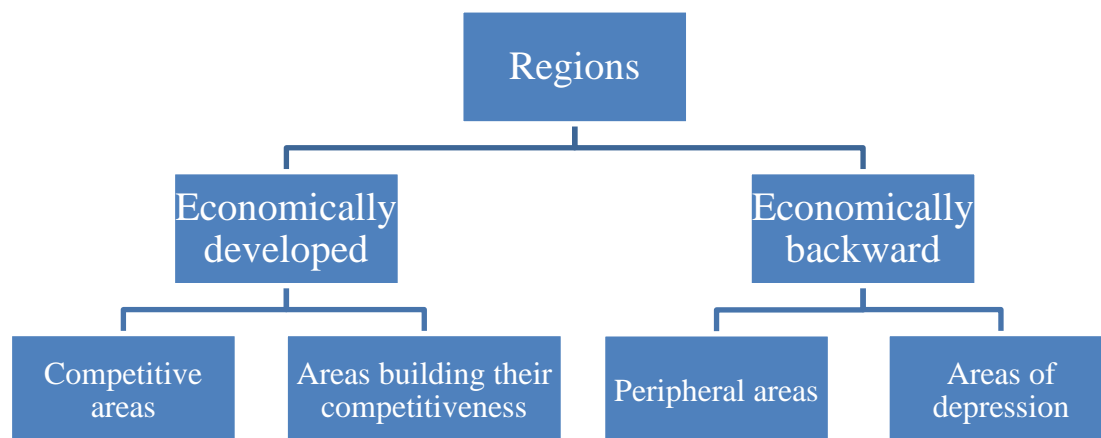 Regions
Economically
developed
Economically
backward
Competitive
areas
Areas building their
competitiveness
Peripheral areas
Areas of
depression